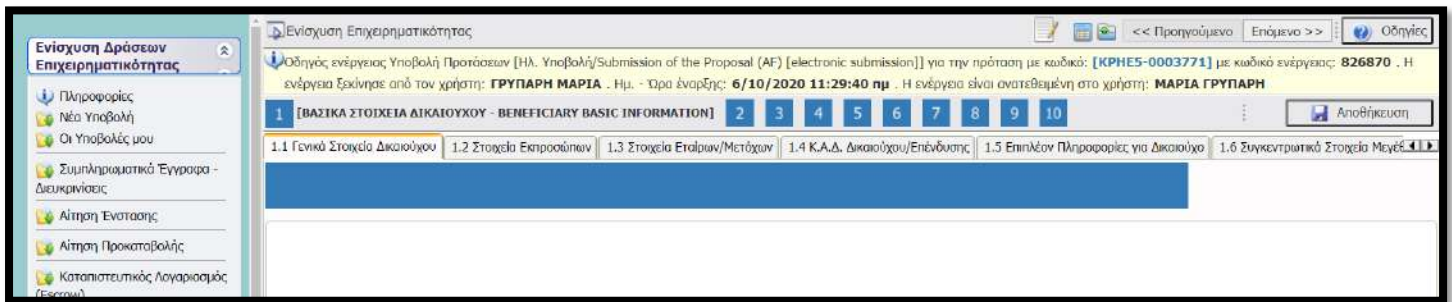 Ενίσχυση Δράσεων
Επιχειρηματικότητας
Πληροφορίες
Νέα Υποβολή
Οι Υποβολές μου
Συμπληρωματικά Έγγραφα -
Διευκρινίσεις
Αίτηση Ένστασης
Αίτηση Προκαταβολής
Καταπιστευτικός Λογαριασμός
(Escrow)
Ενίσχυση Επιχειρηματικότητας
<< Προηγούμενο Επόμενο >> Οδηγίες
Οδηγός ενέργειας Υποβολή Προτάσεων [Ηλ. Υποβολή/Submission of the Proposal (AF) [electronic submission]] για την πρόταση με κωδικό: [KPHE5-0003771] με κωδικό ενέργειας: 826870 . Η
ενέργεια ξεκίνησε από τον χρήστη: ΓΡΥΠΑΡΗ ΜΑΡΙΑ . Ημ. - Ώρα έναρξης: 6/10/2020 11:29:40 πμ . Η ενέργεια είναι ανατεθειμένη στο χρήστη: ΜΑΡΙΑ ΓΡΥΠΑΡΗ
1 [ΒΑΣΙΚΑ ΣΤΟΙΧΕΙΑ ΔΙΚΑΙΟΥΧΟΥ - BENEFICIARY BASIC INFORMATION] 2 3 4 5 6 7 8 9 10 Αποθήκευση
1.1 Γενικά Στοιχεία Δικαιούχου 1.2 Στοιχεία Εκπροσώπων 1.3 Στοιχεία Εταίρων/Μετόχων 1.4 Κ.Α.Δ. Δικαιούχου/Επένδυσης 1.5 Επιπλέον Πληροφορίες για Δικαιούχο 1.6 Συγκεντρωτικά Στοιχεία Μεγέθ